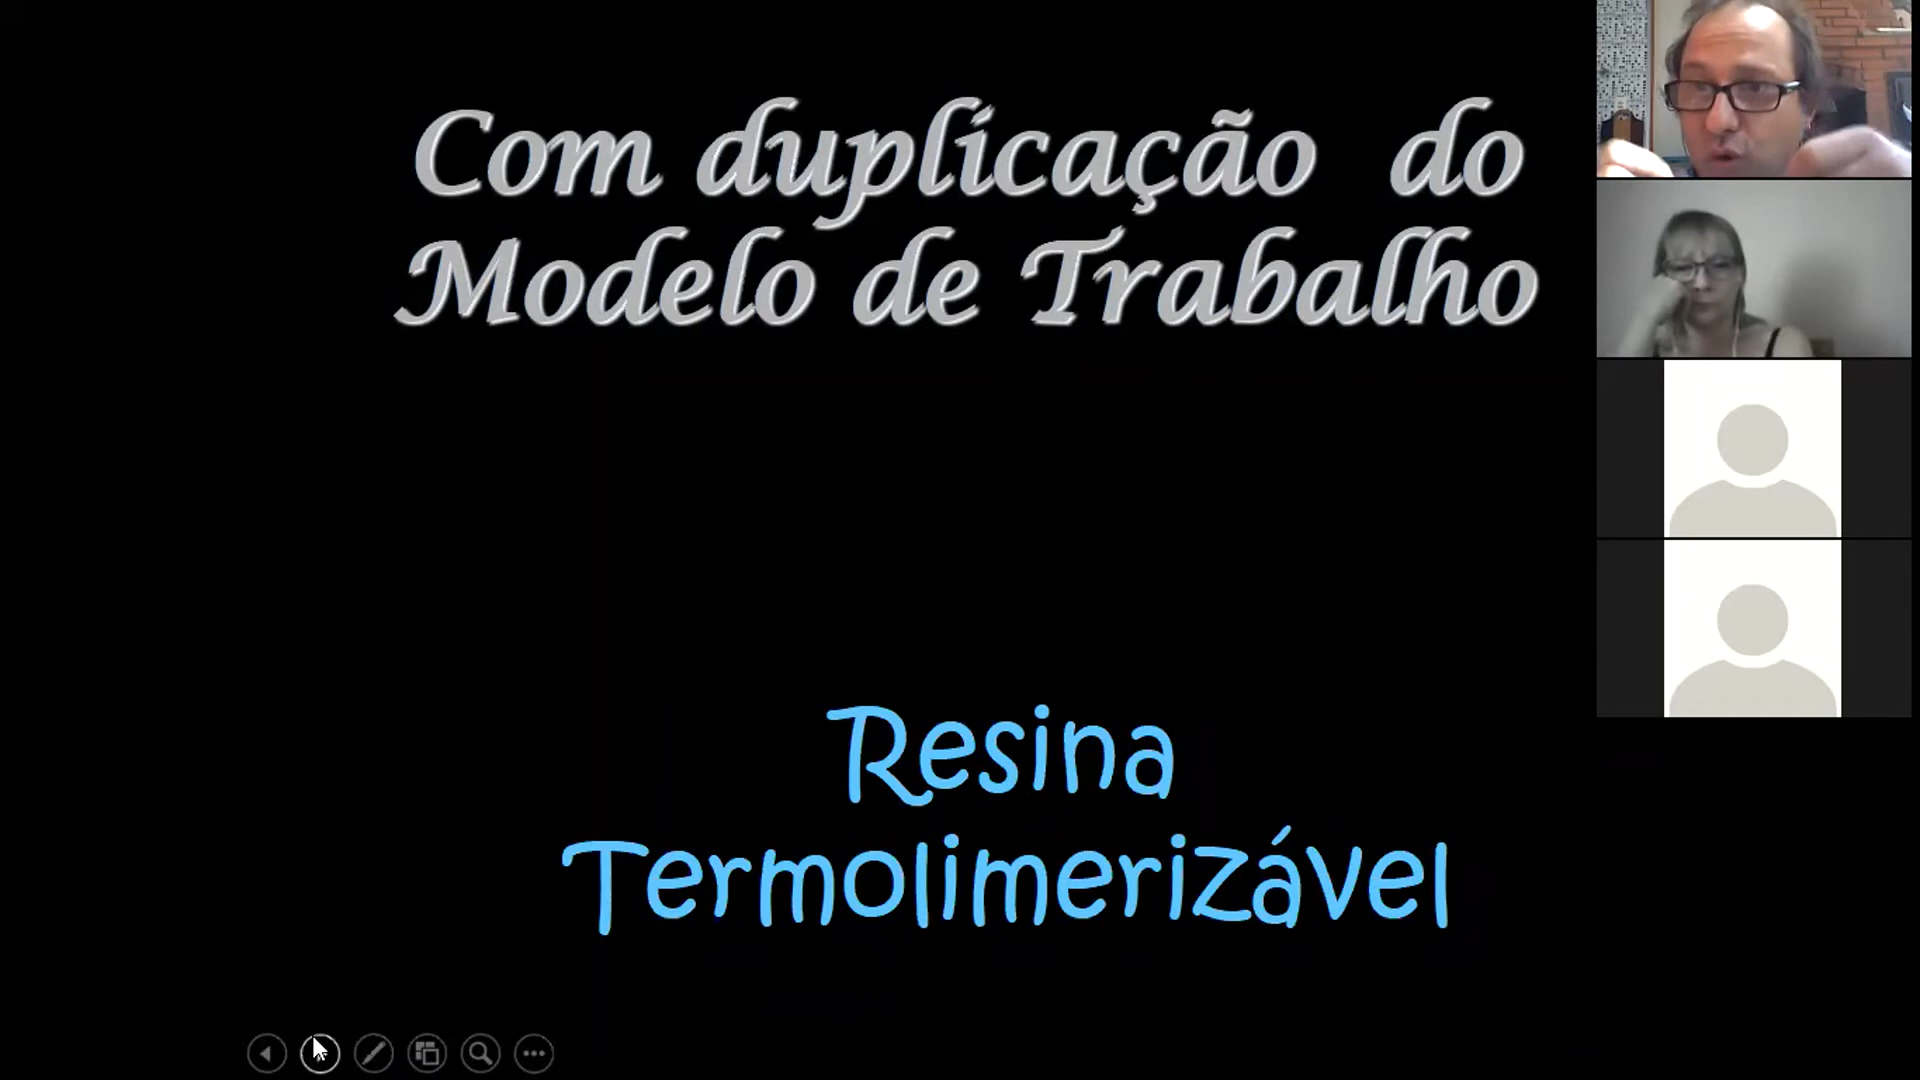 Com duplicação do
Modelo de Trabalho
Resina
Termolimerizável